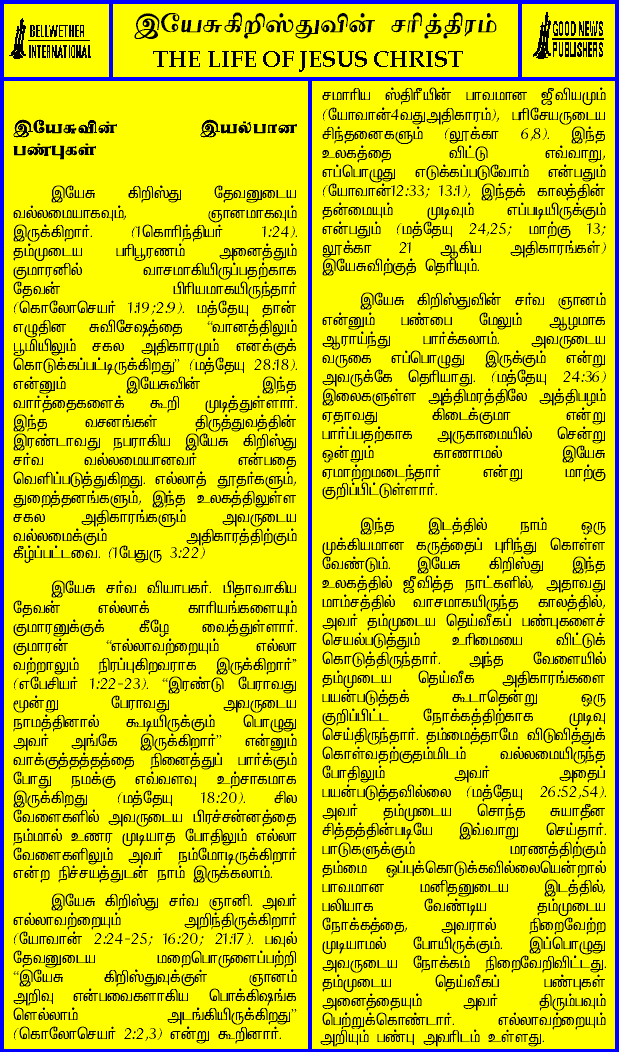 BELLWETHER
INTERNATIONAL
இயேசுகிறிஸ்துவின் சரித்திரம்
THE LIFE OF JESUS CHRIST
GOOD NEWS
PUBLISHERS
இயேசுவின் இயல்பான
பண்புகள்
இயேசு கிறிஸ்து தேவனுடைய
வல்லமையாகவும், ஞானமாகவும்
இருக்கிறார். (1கொரிந்தியர் 1:24).
தம்முடைய பரிபூரணம் அனைத்தும்
குமாரனில் வாசமாகியிருப்பதற்காக
தேவன் பிரியமாகயிருந்தார்
(கொலோசெயர் 1:19;2:9). மத்தேயு தான்
எழுதின சுவிசேஷத்தை “வானத்திலும்
பூமியிலும் சகல அதிகாரமும் எனக்குக்
கொடுக்கப்பட்டிருக்கிறது” (மத்தேயு 28:18).
என்னும் இயேசுவின் இந்த
வார்த்தைகளைக் கூறி முடித்துள்ளார்.
இந்த வசனங்கள் திருத்துவத்தின்
இரண்டாவது நபராகிய இயேசு கிறிஸ்து
சர்வ வல்லமையானவர் என்பதை
வெளிப்படுத்துகிறது. எல்லாத் தூதர்களும்,
துறைத்தனங்களும், இந்த உலகத்திலுள்ள
சகல அதிகாரங்களும் அவருடைய
வல்லமைக்கும் அதிகாரத்திற்கும்
கீழ்ப்பட்டவை. (1பேதுரு 3:22)
இயேசு சர்வ வியாபகர். பிதாவாகிய
தேவன் எல்லாக் காரியங்களையும்
குமாரனுக்குக் கீழே வைத்துள்ளார்.
குமாரன் “எல்லாவற்றையும் எல்லா
வற்றாலும் நிரப்புகிறவராக இருக்கிறார்”
(எபேசியர் 1:22-23). “இரண்டு பேராவது
மூன்று பேராவது அவருடைய
நாமத்தினால் கூடியிருக்கும் பொழுது
அவர் அங்கே இருக்கிறார்” என்னும்
வாக்குத்தத்தத்தை நினைத்துப் பார்க்கும்
போது நமக்கு எவ்வளவு உற்சாகமாக
இருக்கிறது (மத்தேயு 18:20). சில
வேளைகளில் அவருடைய பிரச்சன்னத்தை
நம்மால் உணர முடியாத போதிலும் எல்லா
வேளைகளிலும் அவர் நம்மோடிருக்கிறார்
என்ற நிச்சயத்துடன் நாம் இருக்கலாம்.
இயேசு கிறிஸ்து சர்வ ஞானி. அவர்
எல்லாவற்றையும் அறிந்திருக்கிறார்
(யோவான் 2:24-25; 16:20; 21:17). பவுல்
தேவனுடைய மறைபொருளைப்பற்றி
“இயேசு கிறிஸ்துவுக்குள் ஞானம்
அறிவு என்பவைகளாகிய பொக்கிஷங்க
ளெல்லாம் அடங்கியிருக்கிறது”
(கொலோசெயர் 2:2,3) என்று கூறினார்.
சமாரிய ஸ்திரீயின் பாவமான ஜீவியமும்
(யோவான்4வதுஅதிகாரம்), பரிசேயருடைய
சிந்தனைகளும் (லூக்கா 6,8). இந்த
உலகத்தை விட்டு எவ்வாறு,
எப்பொழுது எடுக்கப்படுவோம் என்பதும்
(யோவான்12:33; 13:1), இந்தக் காலத்தின்
தன்மையும் முடிவும் எப்படியிருக்கும்
என்பதும் (மத்தேயு 24,25; மாற்கு 13;
லூக்கா 21 ஆகிய அதிகாரங்கள்)
இயேசுவிற்குத் தெரியும்.
இயேசு கிறிஸ்துவின் சர்வ ஞானம்
என்னும் பண்பை மேலும் ஆழமாக
ஆராய்ந்து பார்க்கலாம். அவருடைய
வருகை எப்பொழுது இருக்கும் என்று
அவருக்கே தெரியாது. (மத்தேயு 24:36)
இலைகளுள்ள அத்திமரத்திலே அத்திபழம்
ஏதாவது கிடைக்குமா என்று
பார்ப்பதற்காக அருகாமையில் சென்று
ஒன்றும் காணாமல் இயேசு
ஏமாற்றமடைந்தார் என்று மாற்கு
குறிப்பிட்டுள்ளார்.
இந்த இடத்தில் நாம் ஒரு
முக்கியமான கருத்தைப் புரிந்து கொள்ள
வேண்டும். இயேசு கிறிஸ்து இந்த
உலகத்தில் ஜீவித்த நாட்களில், அதாவது
மாம்சத்தில் வாசமாகயிருந்த காலத்தில்,
அவர் தம்முடைய தெய்வீகப் பண்புகளைச்
செயல்படுத்தும் உரிமையை விட்டுக்
கொடுத்திருந்தார். அந்த வேளையில்
தம்முடைய தெய்வீக அதிகாரங்களை
பயன்படுத்தக் கூடாதென்று ஒரு
குறிப்பிட்ட நோக்கத்திற்காக முடிவு
செய்திருந்தார். தம்மைத்தாமே விடுவித்துக்
கொள்வதற்குதம்மிடம் வல்லமையிருந்த
போதிலும் அவர் அதைப்
பயன்படுத்தவில்லை (மத்தேயு 26:52,54).
அவர் தம்முடைய சொந்த சுயாதீன
சித்தத்தின்படியே இவ்வாறு செய்தார்.
பாடுகளுக்கும் மரணத்திற்கும்
தம்மை ஒப்புக்கொடுக்கவில்லையென்றால்
பாவமான மனிதனுடைய இடத்தில்,
பலியாக வேண்டிய தம்முடைய
நோக்கத்தை, அவரால் நிறைவேற்ற
முடியாமல் போயிருக்கும். இப்பொழுது
அவருடைய நோக்கம் நிறைவேறிவிட்டது.
தம்முடைய தெய்வீகப் பண்புகள்
அனைத்தையும் அவர் திரும்பவும்
பெற்றுக்கொண்டார். எல்லாவற்றையும்
அறியும் பண்பு அவரிடம் உள்ளது.